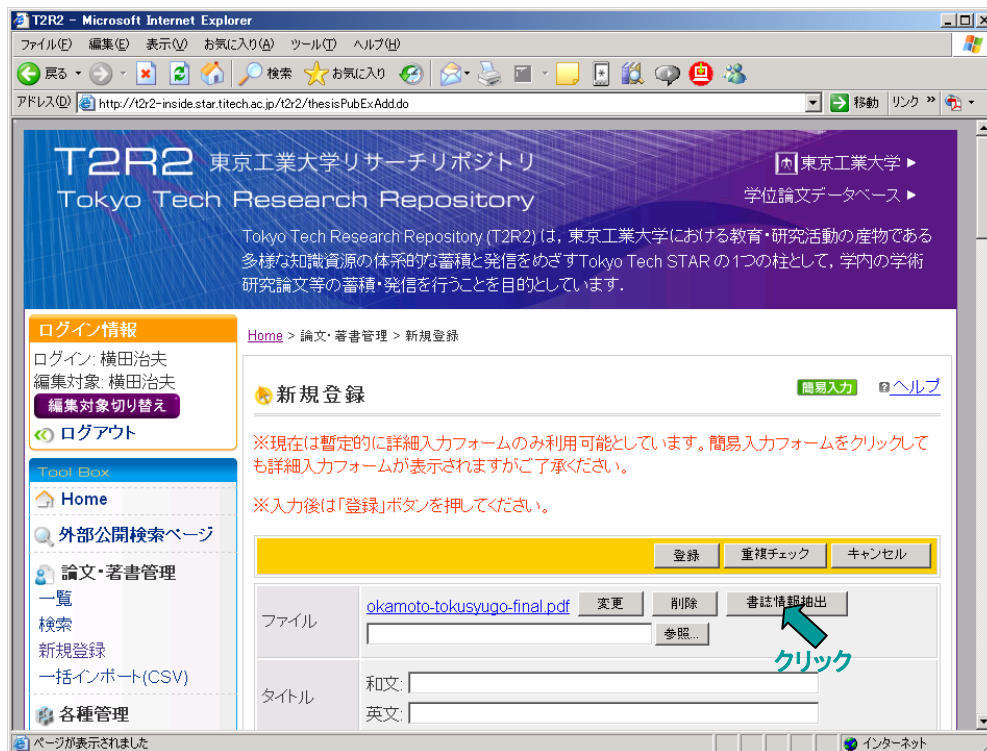 T2R2 - Microsoft Internet Explorer
ファイル(F) 編集(E) 表示(V) お気に入り(A) ツール(T) ヘルプ(H)
戻る 検索 お気に入り
アドレス(D) http://t2r2-inside.star.titech.ac.jp/t2r2/thesisPubExAdd.do 移動 リンク »
T2R2 東京工業大学リサーチリポジトリ
東京工業大学
Tokyo Tech Research Repository
学位論文データベース
Tokyo Tech Research Repository (T2R2) は, 東京工業大学における教育・研究活動の産物である
多様な知識資源の体系的な蓄積と発信をめざすTokyo Tech STAR の1つの柱として, 学内の学術
研究論文等の蓄積・発信を行うことを目的としています.
ログイン情報
ログイン: 横田治夫
編集対象: 横田治夫
編集対象切り替え
ログアウト
Tool Box
Home
外部公開検索ページ
論文・著書管理
一覧
検索
新規登録
一括インポート(CSV)
各種管理
Home > 論文・著書管理 > 新規登録
新規登録
簡易入力 ヘルプ
※現在は暫定的に詳細入力フォームのみ利用可能としています。簡易入力フォームをクリックして
も詳細入力フォームが表示されますがご了承ください。
※入力後は「登録」ボタンを押してください。
登録 重複チェック キャンセル
ファイル
okamoto-tokusyugo-final.pdf 変更 削除 書誌情報抽出
参照...
クリック
タイトル
和文:
英文:
ページが表示されました
インターネット